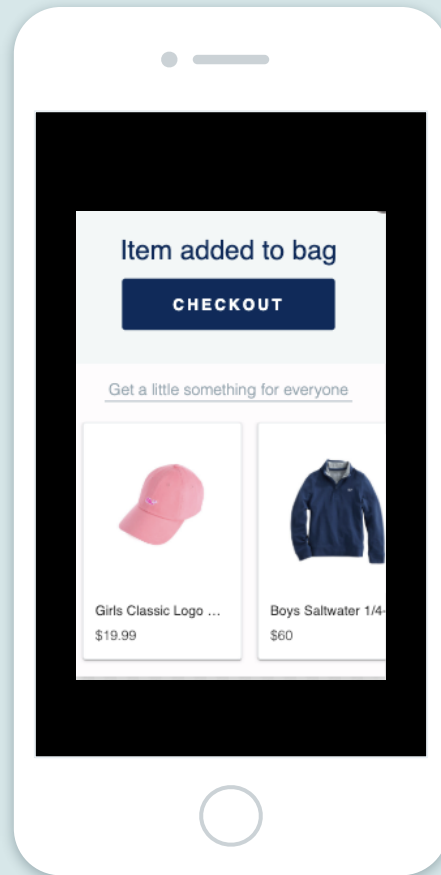 Item added to bag
CHECKOUT
Get a little something for everyone
Girls Classic Logo ...
$19.99
Boys Saltwater 1/4-
$60